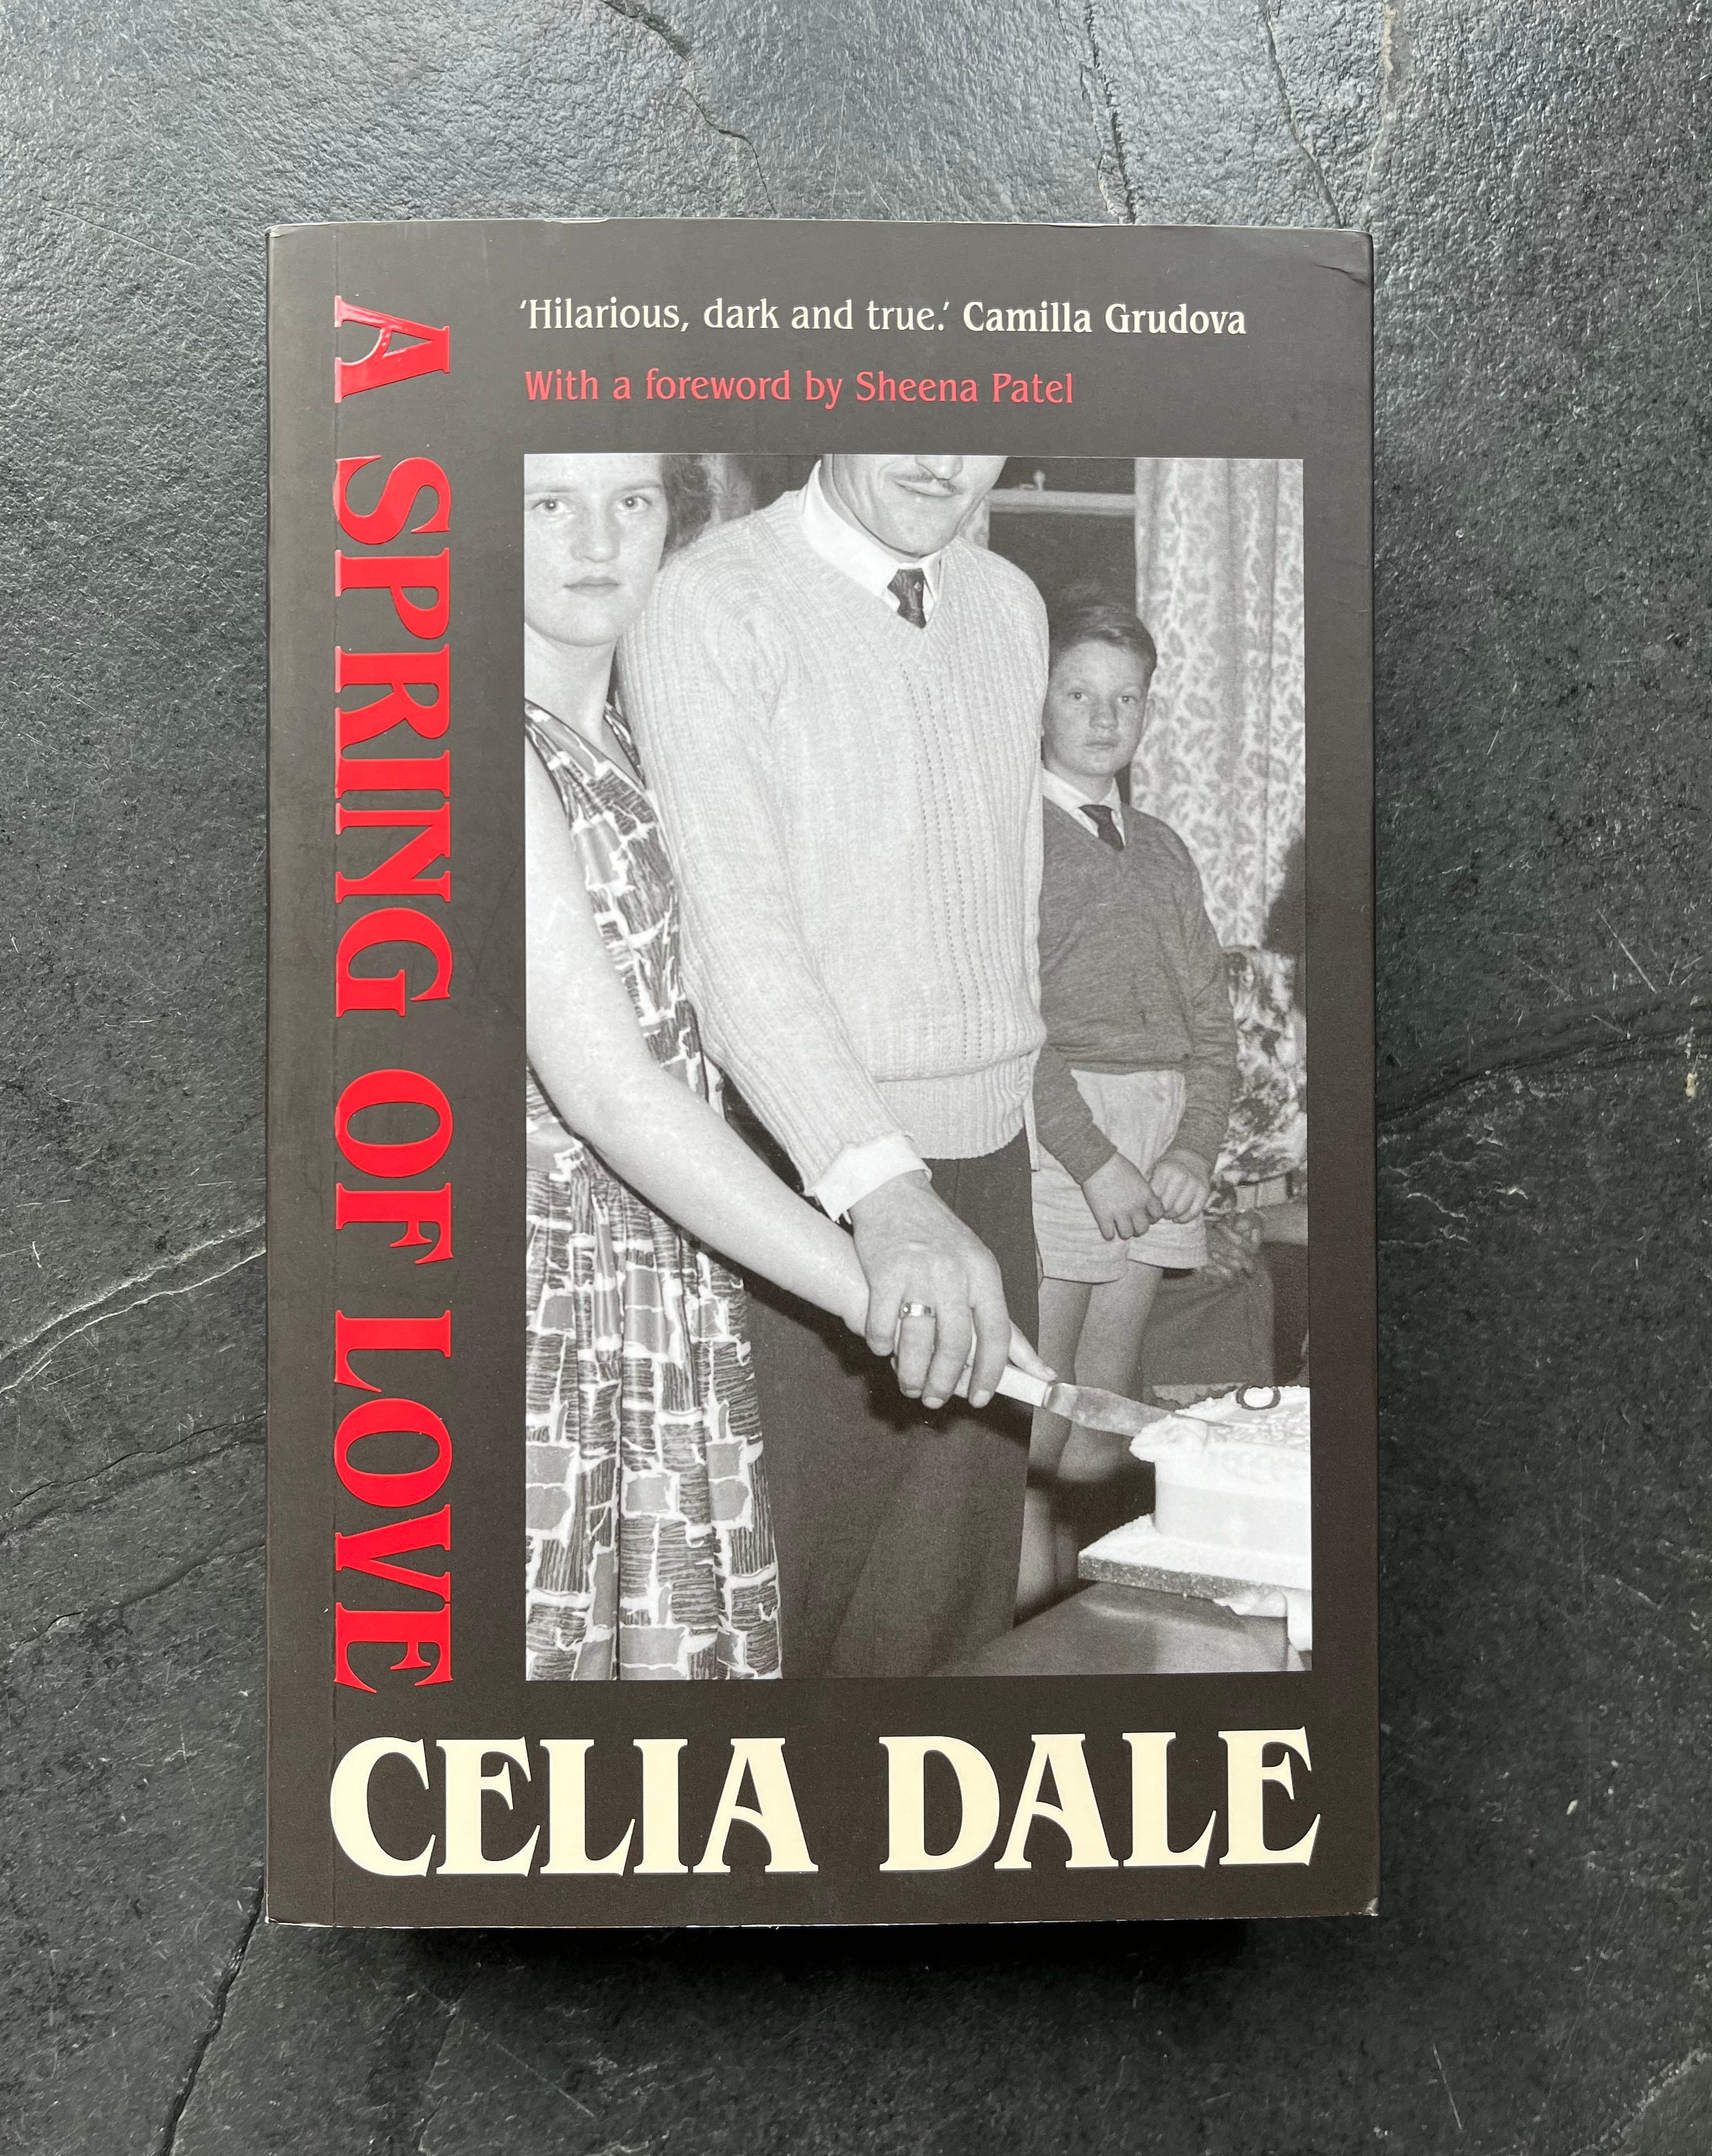 ‘Hilarious, dark and true.’ Camilla Grudova
With a foreword by Sheena Patel
A SPRING OF LOVE
CELIA DALE